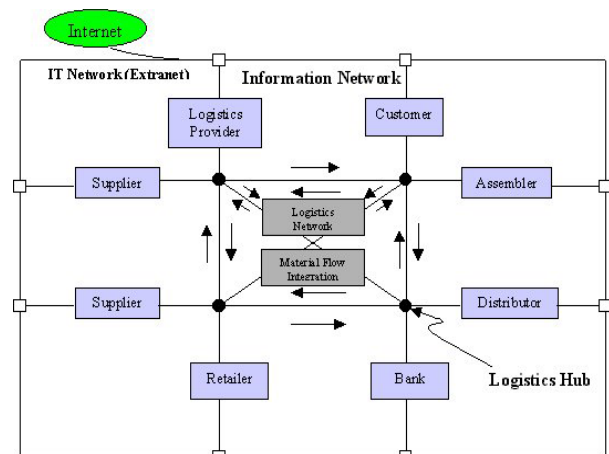 Internet
IT Network (Extranet)
Information Network
Logistics
Provider
Customer
Supplier
Assembler
Logistics
Network
Material Flow
Integration
Supplier
Distributor
Retailer
Bank
Logistics Hub